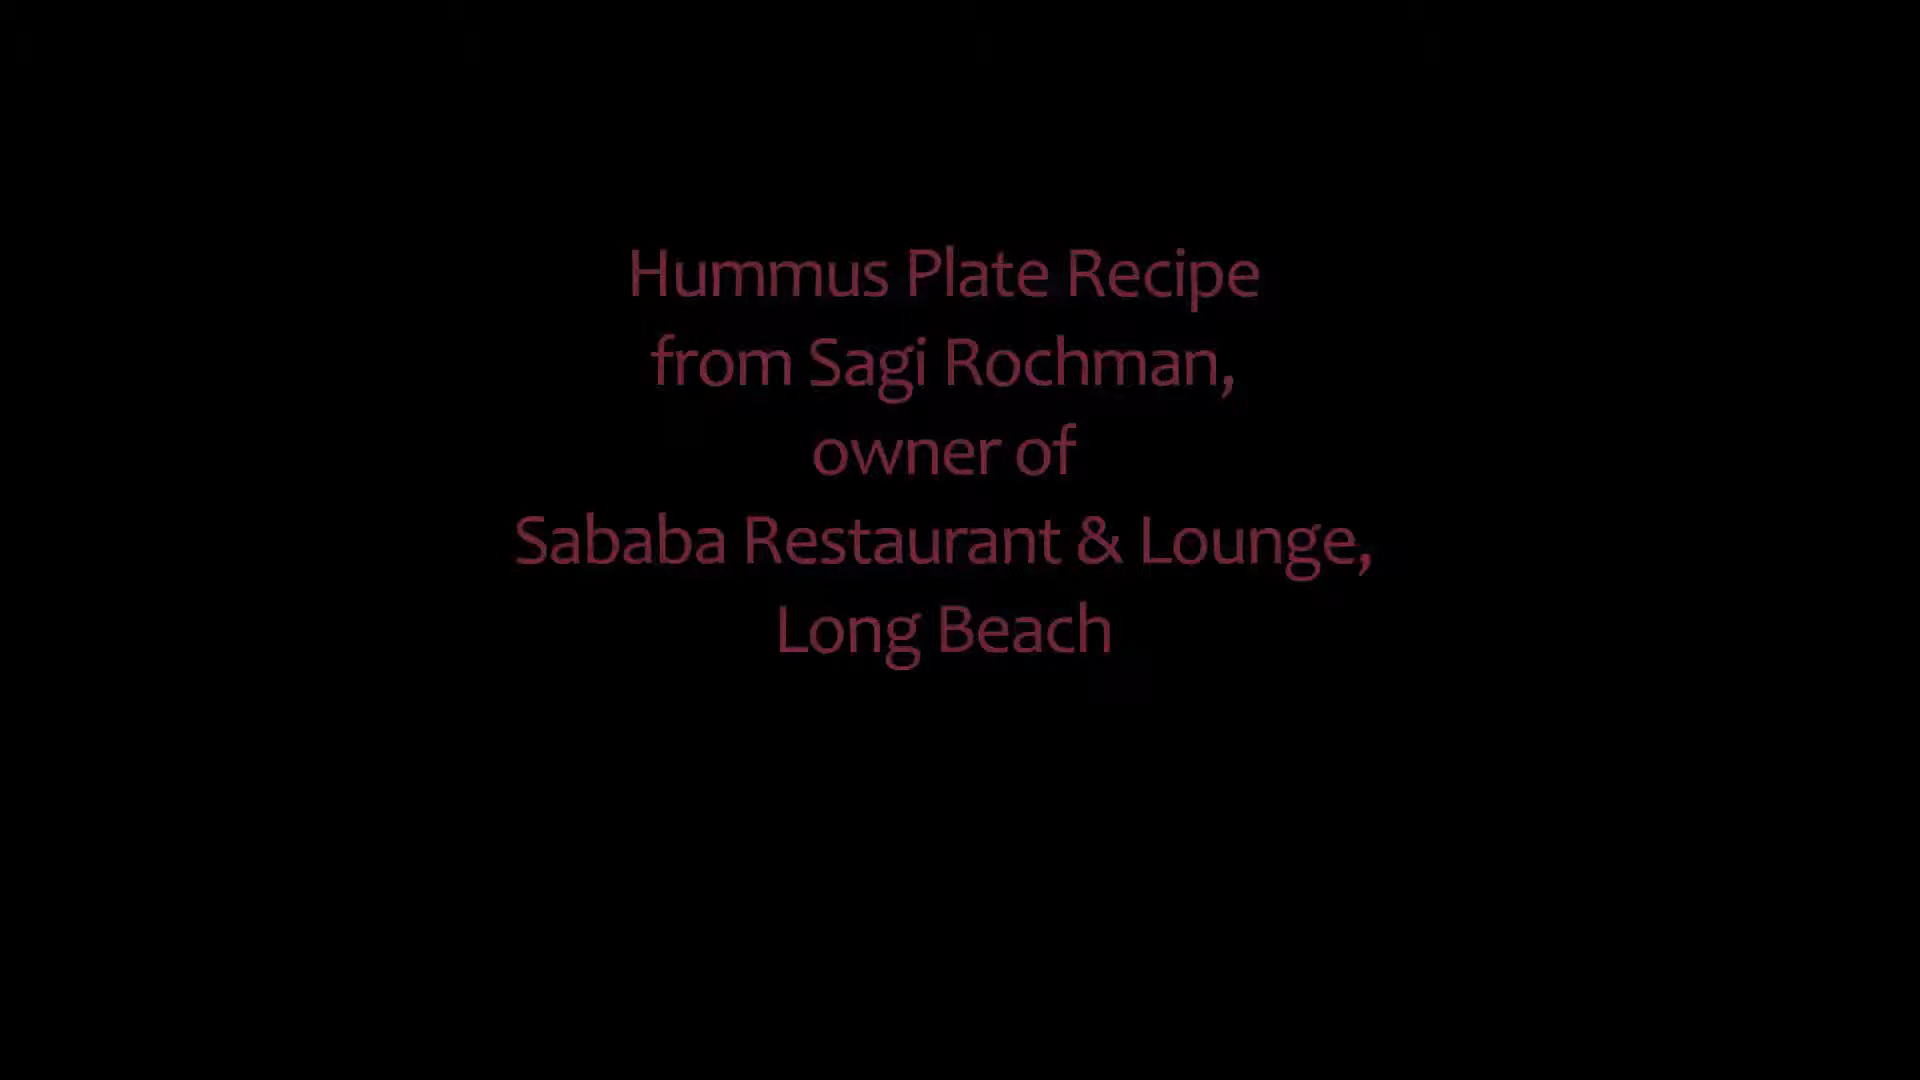 Hummus Plate Recipe
from Sagi Rochman,
owner of
Sababa Restaurant & Lounge,
Long Beach